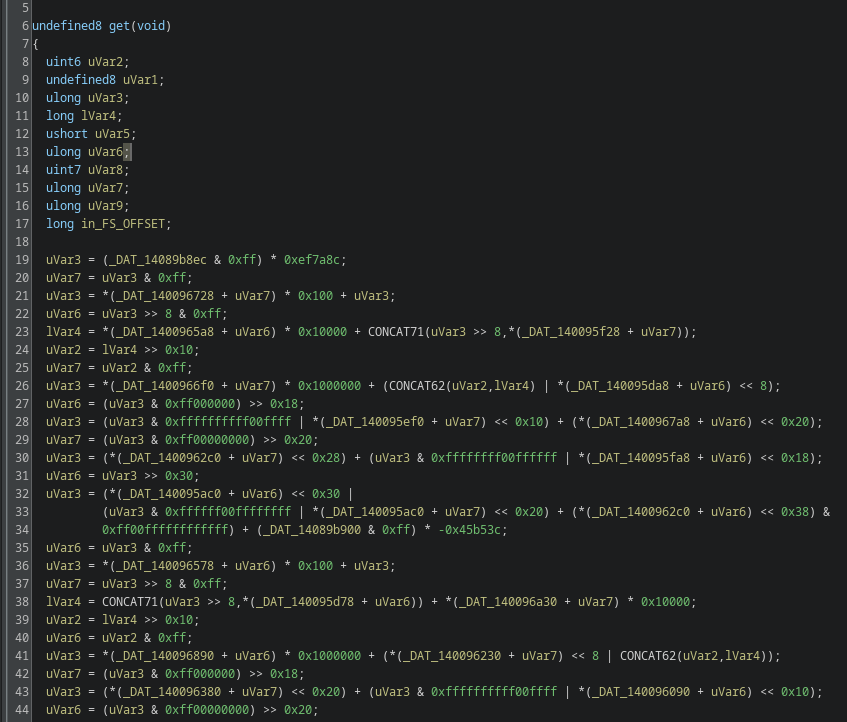 5
6 undefined8 get(void)
7 {
8   uint6 uVar2;
9   undefined8 uVar1;
10   ulong uVar3;
11   long lVar4;
12   ushort uVar5;
13   ulong uVar6;
14   uint7 uVar8;
15   ulong uVar7;
16   ulong uVar9;
17   long in_FS_OFFSET;
18
19   uVar3 = (_DAT_14089b8ec & 0xff) * 0xef7a8c;
20   uVar7 = uVar3 & 0xff;
21   uVar3 = *(_DAT_140096728 + uVar7) * 0x100 + uVar3;
22   uVar6 = uVar3 >> 8 & 0xff;
23   lVar4 = *(_DAT_1400965a8 + uVar6) * 0x10000 + CONCAT71(uVar3 >> 8,*(_DAT_140095f28 + uVar7));
24   uVar2 = lVar4 >> 0x10;
25   uVar7 = uVar2 & 0xff;
26   uVar3 = *(_DAT_1400966f0 + uVar7) * 0x1000000 + (CONCAT62(uVar2,lVar4) | *(_DAT_140095da8 + uVar6) << 8);
27   uVar6 = (uVar3 & 0xff000000) >> 0x18;
28   uVar3 = (uVar3 & 0xffffffffff00ffff | *(_DAT_140095ef0 + uVar7) << 0x10) + (*(_DAT_1400967a8 + uVar6) << 0x20);
29   uVar7 = (uVar3 & 0xff00000000) >> 0x20;
30   uVar3 = (*(_DAT_1400962c0 + uVar7) << 0x28) + (uVar3 & 0xffffffff00ffffff | *(_DAT_140095fa8 + uVar6) << 0x18);
31   uVar6 = uVar3 >> 0x30;
32   uVar3 = (*(_DAT_140095ac0 + uVar6) << 0x30 |
33           (uVar3 & 0xffffff00ffffffff | *(_DAT_140095ac0 + uVar7) << 0x20) + (*(_DAT_1400962c0 + uVar6) << 0x38) &
34           0xff00ffffffffffff) + (_DAT_14089b900 & 0xff) * -0x45b53c;
35   uVar6 = uVar3 & 0xff;
36   uVar3 = *(_DAT_140096578 + uVar6) * 0x100 + uVar3;
37   uVar7 = uVar3 >> 8 & 0xff;
38   lVar4 = CONCAT71(uVar3 >> 8,*(_DAT_140095d78 + uVar6)) + *(_DAT_140096a30 + uVar7) * 0x10000;
39   uVar2 = lVar4 >> 0x10;
40   uVar6 = uVar2 & 0xff;
41   uVar3 = *(_DAT_140096890 + uVar6) * 0x1000000 + (*(_DAT_140096230 + uVar7) << 8 | CONCAT62(uVar2,lVar4));
42   uVar7 = (uVar3 & 0xff000000) >> 0x18;
43   uVar3 = (*(_DAT_140096380 + uVar7) << 0x20) + (uVar3 & 0xffffffffff00ffff | *(_DAT_140096090 + uVar6) << 0x10);
44   uVar6 = (uVar3 & 0xff00000000) >> 0x20;